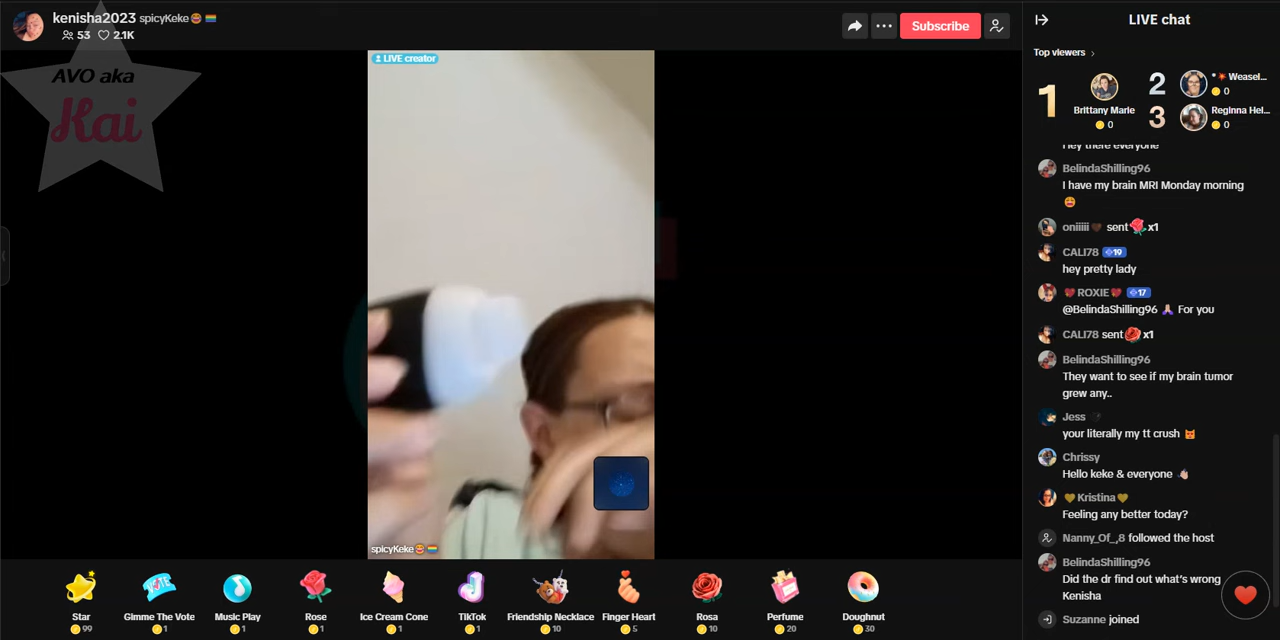 kenisha2023 spicyKeke
53 2.1K
Subscribe
AVO aka
Kai
LIVE creator
spicyKeke
Star
99
Gimme The Vote
1
Music Play
1
Rose
1
Ice Cream Cone
1
TikTok
1
Friendship Necklace
10
Finger Heart
5
Rosa
10
Perfume
20
Doughnut
30
LIVE chat
Top viewers
1
Brittany Marie
0
2
Weasel...
0
3
Reginna Hel...
0
Hey there everyone
BelindaShilling96
I have my brain MRI Monday morning
oniiiii sent x1
CALI78 19
hey pretty lady
ROXIE 17
@BelindaShilling96 For you
CALI78 sent x1
BelindaShilling96
They want to see if my brain tumor
grew any..
Jess
your literally my tt crush
Chrissy
Hello keke & everyone
Kristina
Feeling any better today?
Nanny_Of_,8 followed the host
BelindaShilling96
Did the dr find out what's wrong
Kenisha
Suzanne joined